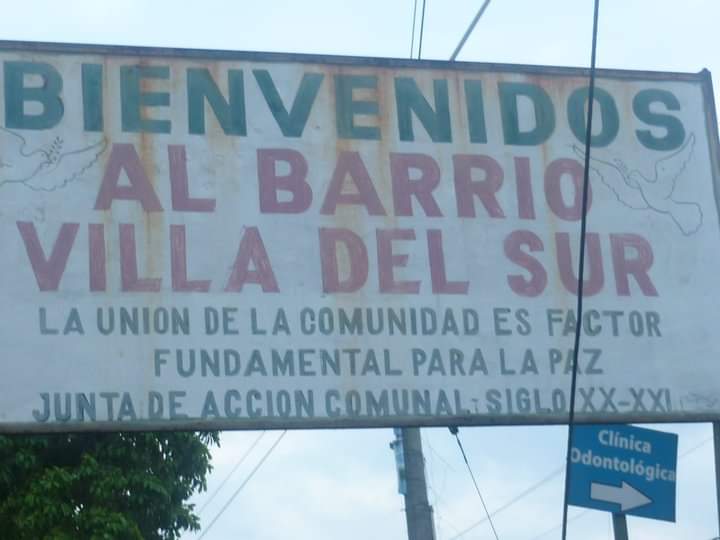 BIENVENIDOS
AL BARRIO
VILLA DEL SUR
LA UNION DE LA COMUNIDAD ES FACTOR
FUNDAMENTAL PARA LA PAZ
JUNTA DE ACCION COMUNAL: SIGLO XX-XXI
Clínica
Odontológica